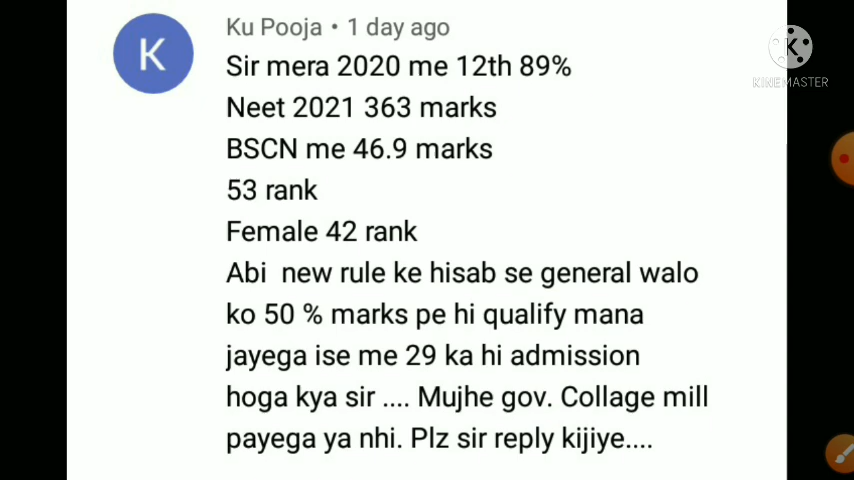 K
Ku Pooja • 1 day ago
Sir mera 2020 me 12th 89%
Neet 2021 363 marks
BSCN me 46.9 marks
53 rank
Female 42 rank
Abi new rule ke hisab se general walo
ko 50 % marks pe hi qualify mana
jayega ise me 29 ka hi admission
hoga kya sir .... Mujhe gov. Collage mill
payega ya nhi. Plz sir reply kijiye....
K
KINEMASTER